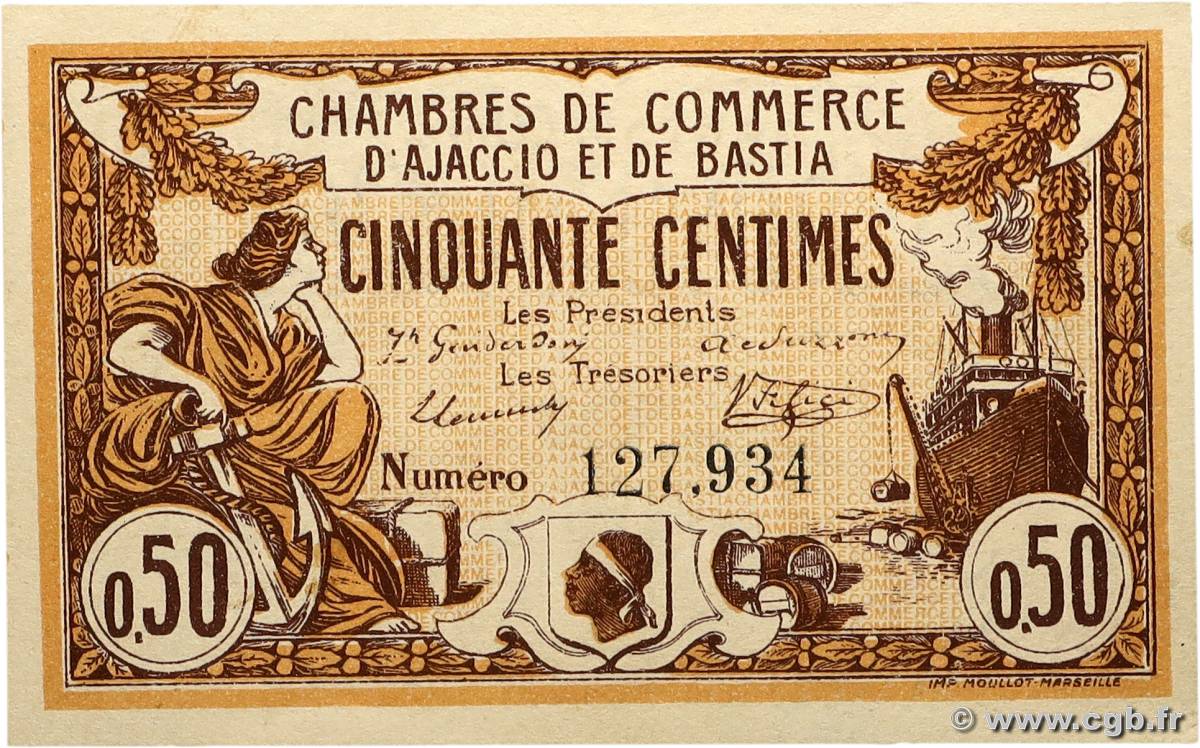 CHAMBRES DE COMMERCE
D'AJACCIO ET DE BASTIA
CINQUANTE CENTIMES
Les Présidents
Les Trésoriers
Numéro 127,934
0,50 0,50
IMP. MOULLOT-MARSEILLE
© www.cgb.fr